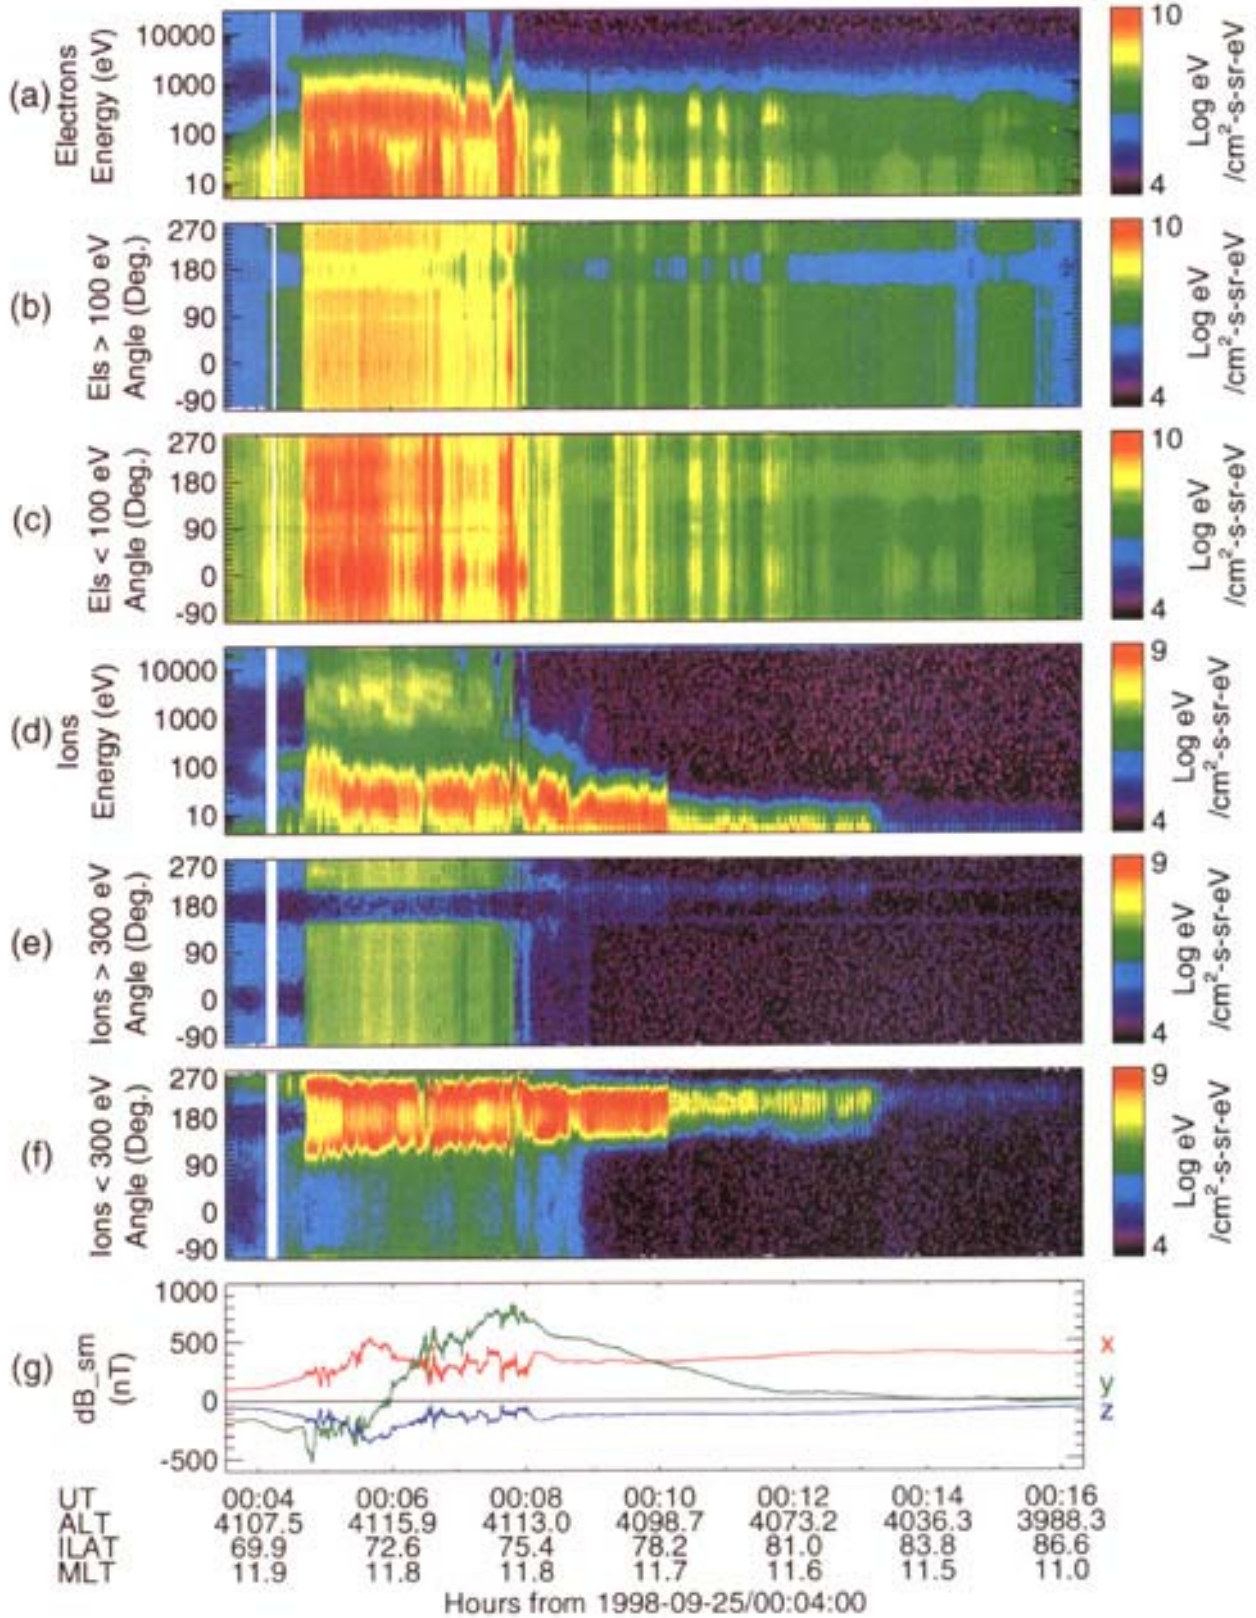 10
10000
1000
100
10
(a)
Electrons
Energy (eV)
Log eV
/cm²-s-sr-eV
4
10
270
180
90
0
-90
(b)
Els > 100 eV
Angle (Deg.)
Log eV
/cm²-s-sr-eV
4
10
270
180
90
0
-90
(c)
Els < 100 eV
Angle (Deg.)
Log eV
/cm²-s-sr-eV
4
9
10000
1000
100
10
(d)
Ions
Energy (eV)
Log eV
/cm²-s-sr-eV
4
9
270
180
90
0
-90
(e)
Ions > 300 eV
Angle (Deg.)
Log eV
/cm²-s-sr-eV
4
9
270
180
90
0
-90
(f)
Ions < 300 eV
Angle (Deg.)
Log eV
/cm²-s-sr-eV
4
1000
500
0
-500
(g)
dB_sm
(nT)
x
y
z
UT 00:04 00:06 00:08 00:10 00:12 00:14 00:16
ALT 4107.5 4115.9 4113.0 4098.7 4073.2 4036.3 3988.3
ILAT 69.9 72.6 75.4 78.2 81.0 83.8 86.6
MLT 11.9 11.8 11.8 11.7 11.6 11.5 11.0
Hours from 1998-09-25/00:04:00